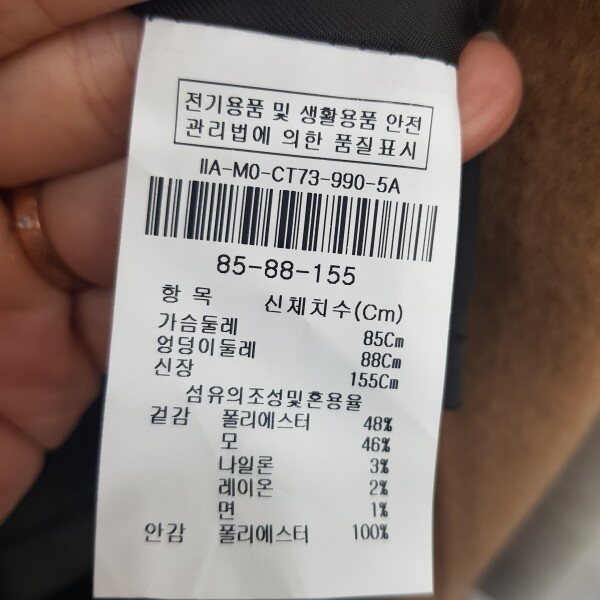 전기용품 및 생활용품 안전
관리법에 의한 품질표시
IIA-M0-CT73-990-5A
85-88-155
항 목 신체치수(Cm)
가슴둘레 85Cm
엉덩이둘레 88Cm
신장 155Cm
섬유의조성및혼용율
겉감 폴리에스터 48%
모 46%
나일론 3%
레이온 2%
면 1%
안감 폴리에스터 100%